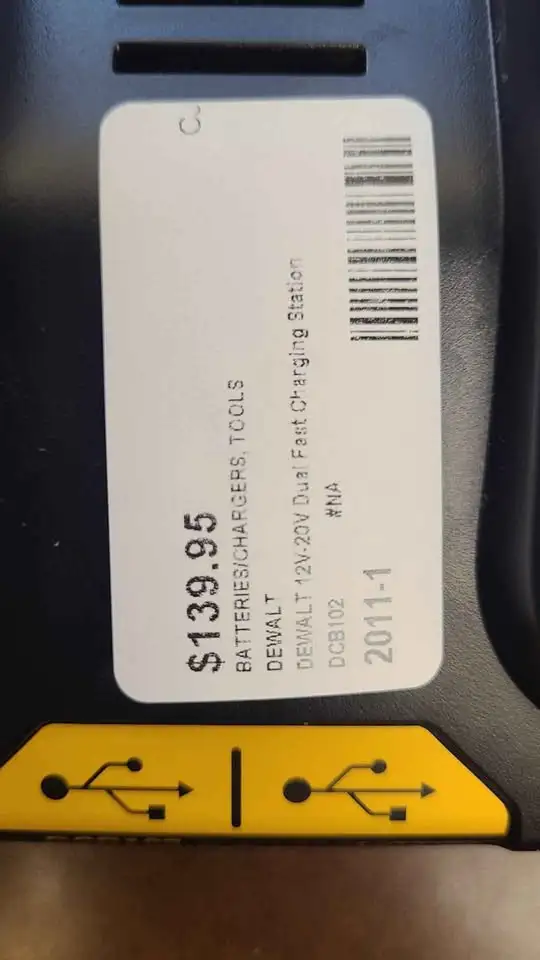 $139.95
BATTERIES/CHARGERS, TOOLS
DEWALT
DEWALT 12V-20V Dual Fast Charging Station
DCB102 #NA
2011-1